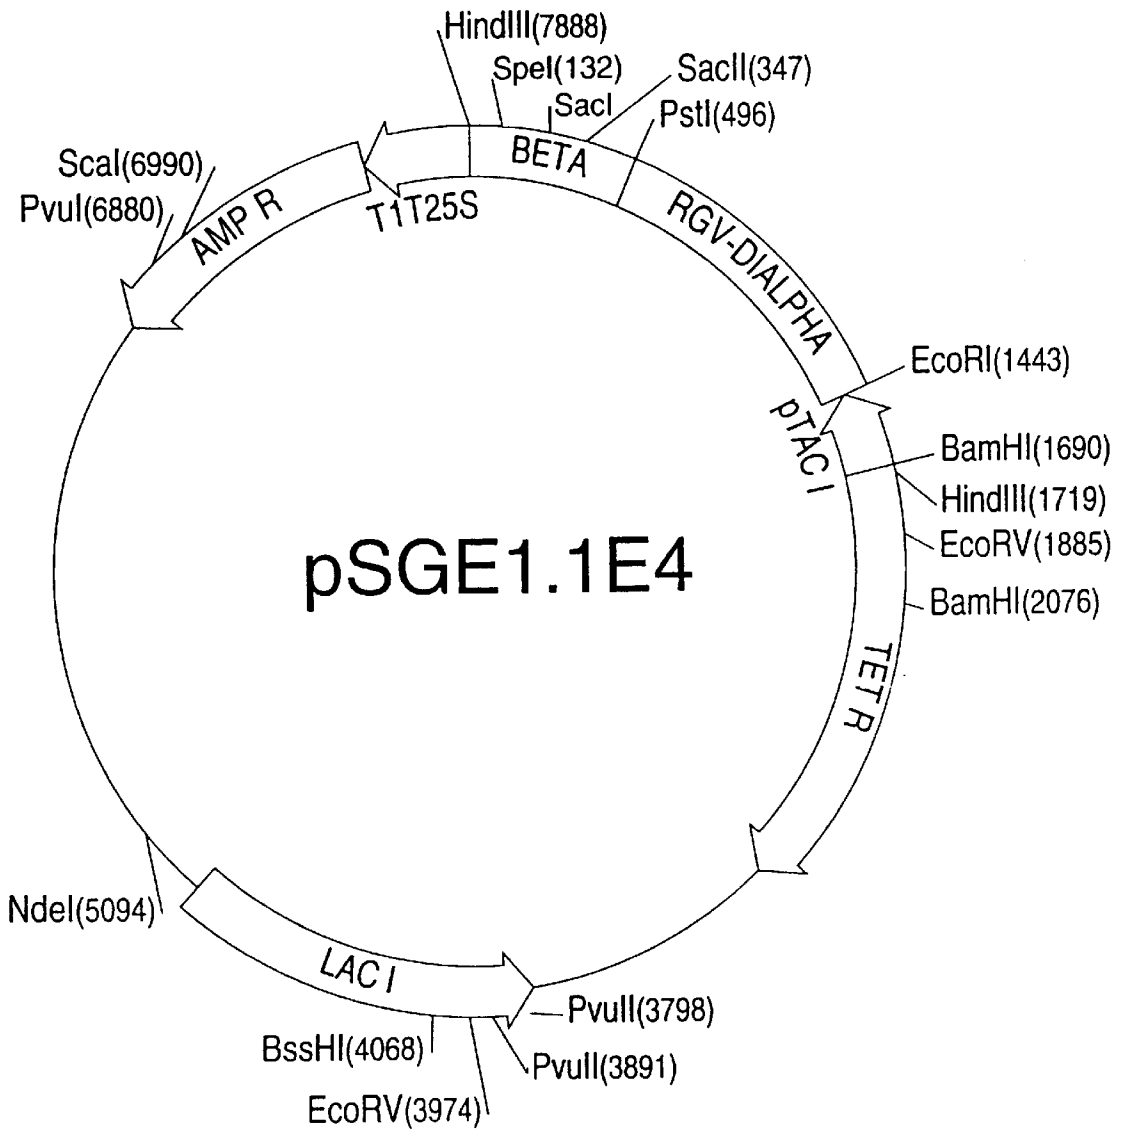 HindIII(7888)
SpeI(132)
SacII(347)
SacI
PstI(496)
BETA
ScaI(6990)
PvuI(6880)
AMP R
T1T25S
RGV-DIALPHA
EcoRI(1443)
pTAC I
BamHI(1690)
HindIII(1719)
EcoRV(1885)
BamHI(2076)
pSGE1.1E4
TET R
NdeI(5094)
LAC I
PvuII(3798)
BssHI(4068)
PvuII(3891)
EcoRV(3974)